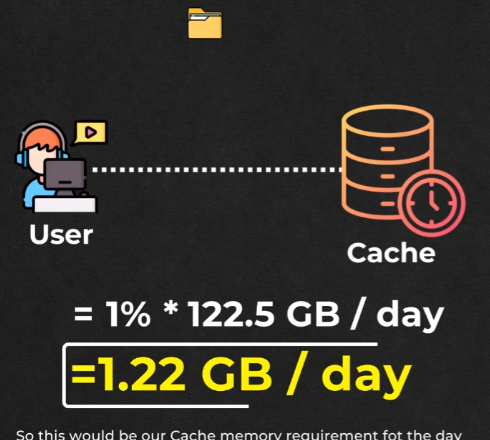 User
Cache
= 1% * 122.5 GB / day
=1.22 GB / day
So this would be our Cache memory requirement fot the day